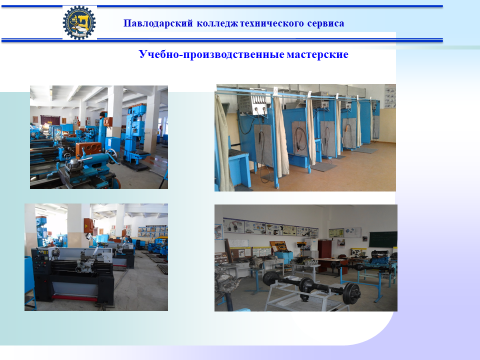 Павлодарский колледж технического сервиса
Учебно-производственные мастерские